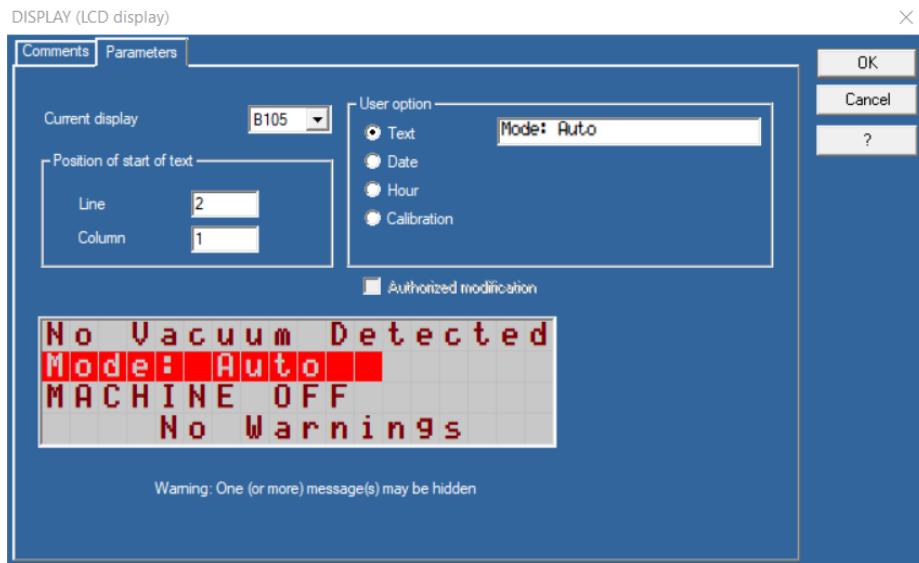 DISPLAY (LCD display)
Comments
Parameters
OK
Cancel
?
Current display
B105
Position of start of text
Line
2
Column
1
User option
Text
Mode: Auto
Date
Hour
Calibration
Authorized modification
No Vacuum Detected
Mode: Auto
MACHINE OFF
No Warnings
Warning: One (or more) message(s) may be hidden